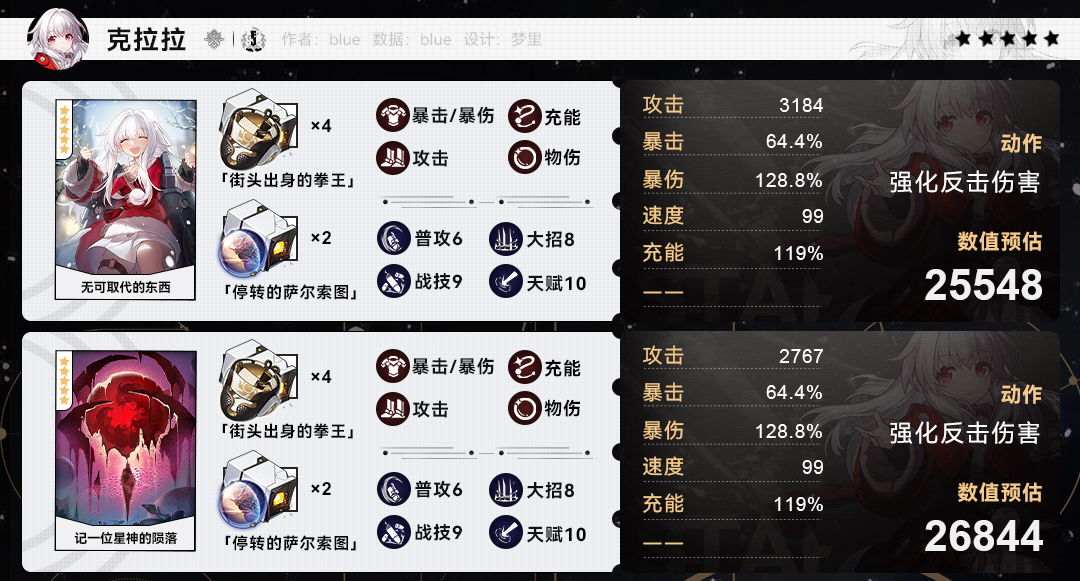 克拉拉 作者：blue 数据：blue 设计：梦里
无可取代的东西
×4
「街头出身的拳王」
×2
「停转的萨尔索图」
暴击/暴伤 充能
攻击 物伤
普攻6 大招8
战技9 天赋10
攻击 3184
暴击 64.4%
暴伤 128.8%
速度 99
充能 119%
——
动作
强化反击伤害
数值预估
25548
记一位星神的陨落
×4
「街头出身的拳王」
×2
「停转的萨尔索图」
暴击/暴伤 充能
攻击 物伤
普攻6 大招8
战技9 天赋10
攻击 2767
暴击 64.4%
暴伤 128.8%
速度 99
充能 119%
——
动作
强化反击伤害
数值预估
26844